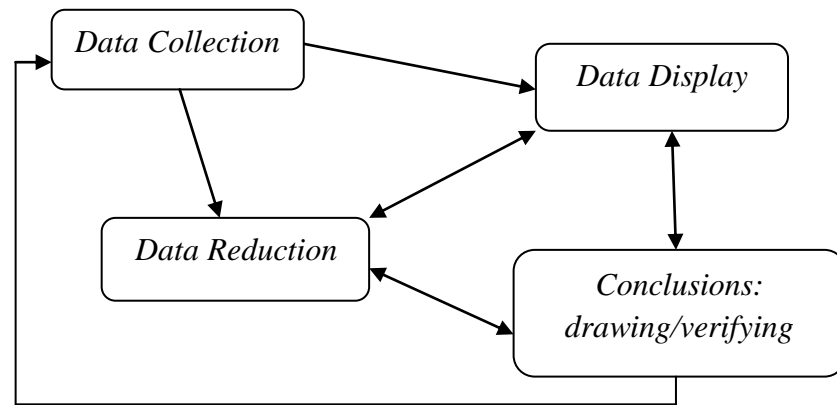 Data Collection
Data Display
Data Reduction
Conclusions:
drawing/verifying